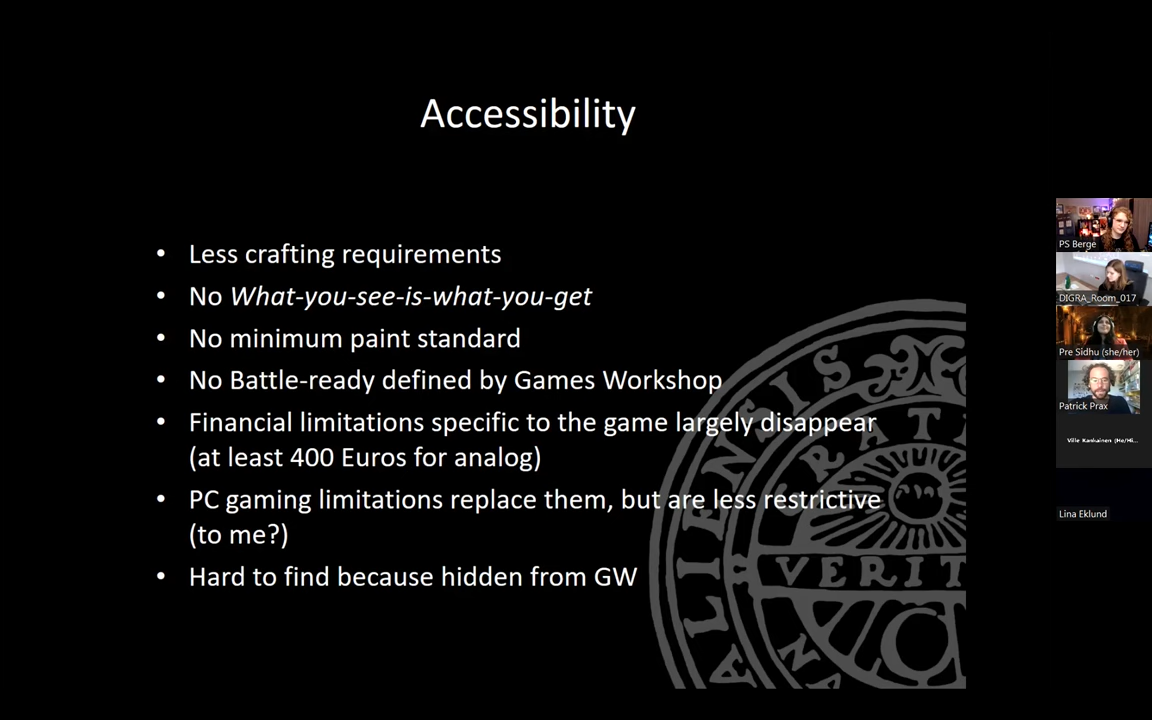 Accessibility
• Less crafting requirements
• No What-you-see-is-what-you-get
• No minimum paint standard
• No Battle-ready defined by Games Workshop
• Financial limitations specific to the game largely disappear
(at least 400 Euros for analog)
• PC gaming limitations replace them, but are less restrictive
(to me?)
• Hard to find because hidden from GW
ALIENSIS
GRATI
VERIT
PS Berge
DIGRA_Room_017
Pre Sidhu (she/her)
Patrick Prax
Ville Kankainen (He/Hi...
Lina Eklund